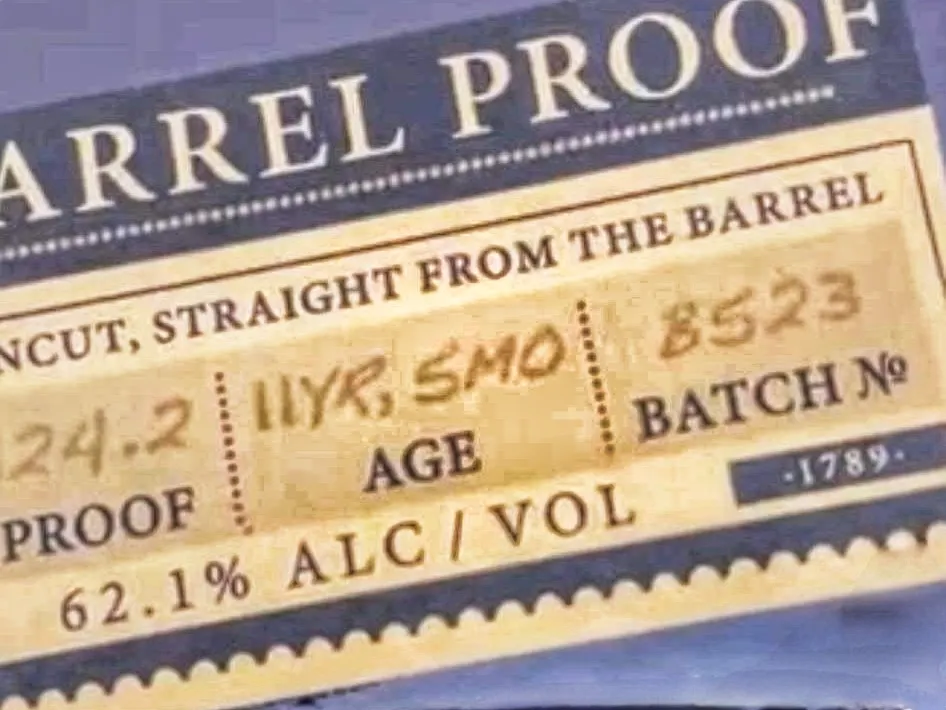 ARREL PROOF
NCUT, STRAIGHT FROM THE BARREL
24.2 11YR, 5MO 8523
PROOF AGE BATCH Nº
62.1% ALC / VOL
·1789·